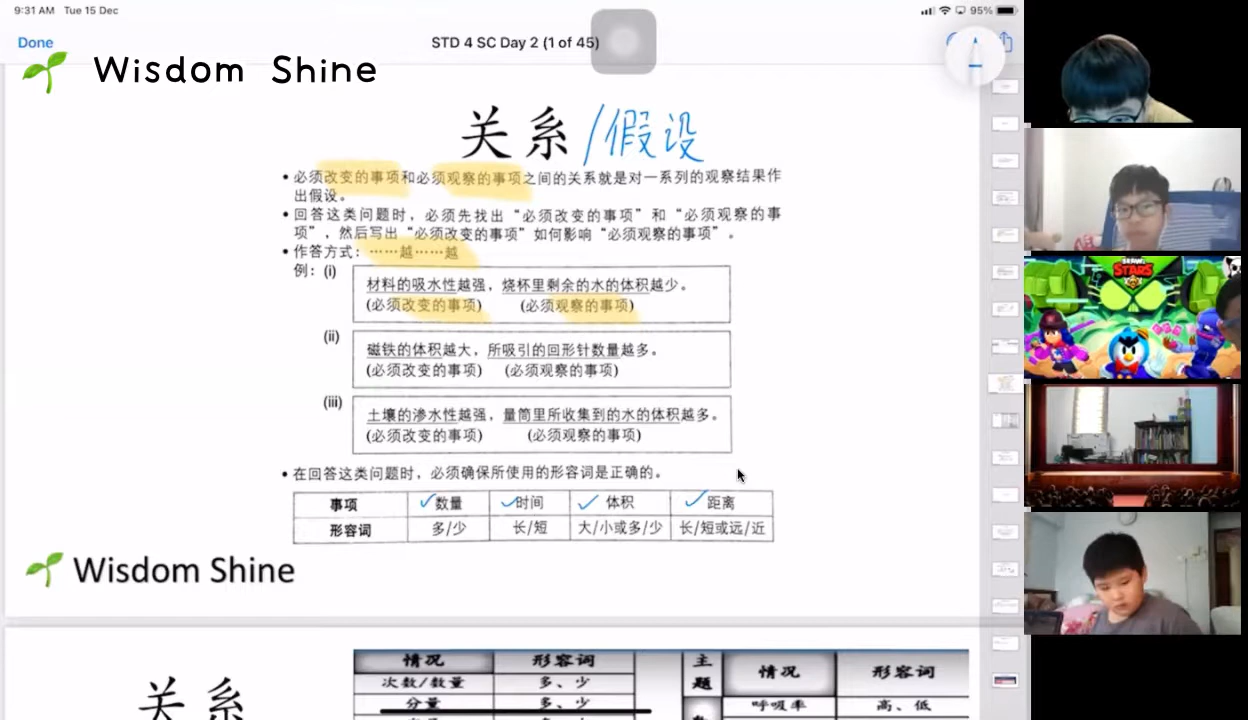 9:31 AM Tue 15 Dec
95%
Done
STD 4 SC Day 2 (1 of 45)
Wisdom Shine
关系/假设
• 必须改变的事项和必须观察的事项之间的关系就是对一系列的观察结果作
出假设。
• 回答这类问题时，必须先找出“必须改变的事项”和“必须观察的事
项”，然后写出“必须改变的事项”如何影响“必须观察的事项”。
• 作答方式：……越……越
例：(i)
材料的吸水性越强，烧杯里剩余的水的体积越少。
(必须改变的事项) (必须观察的事项)
(ii)
磁铁的体积越大，所吸引的回形针数量越多。
(必须改变的事项) (必须观察的事项)
(iii)
土壤的渗水性越强，量筒里所收集到的水的体积越多。
(必须改变的事项) (必须观察的事项)
• 在回答这类问题时，必须确保所使用的形容词是正确的。
事项 数量 时间 体积 距离
形容词 多/少 长/短 大/小或多/少 长/短或远/近
Wisdom Shine
关系
情况 形容词
次数/数量 多、少
分量 多、少
主题 情况 形容词
呼吸率 高、低
BRAWL STARS